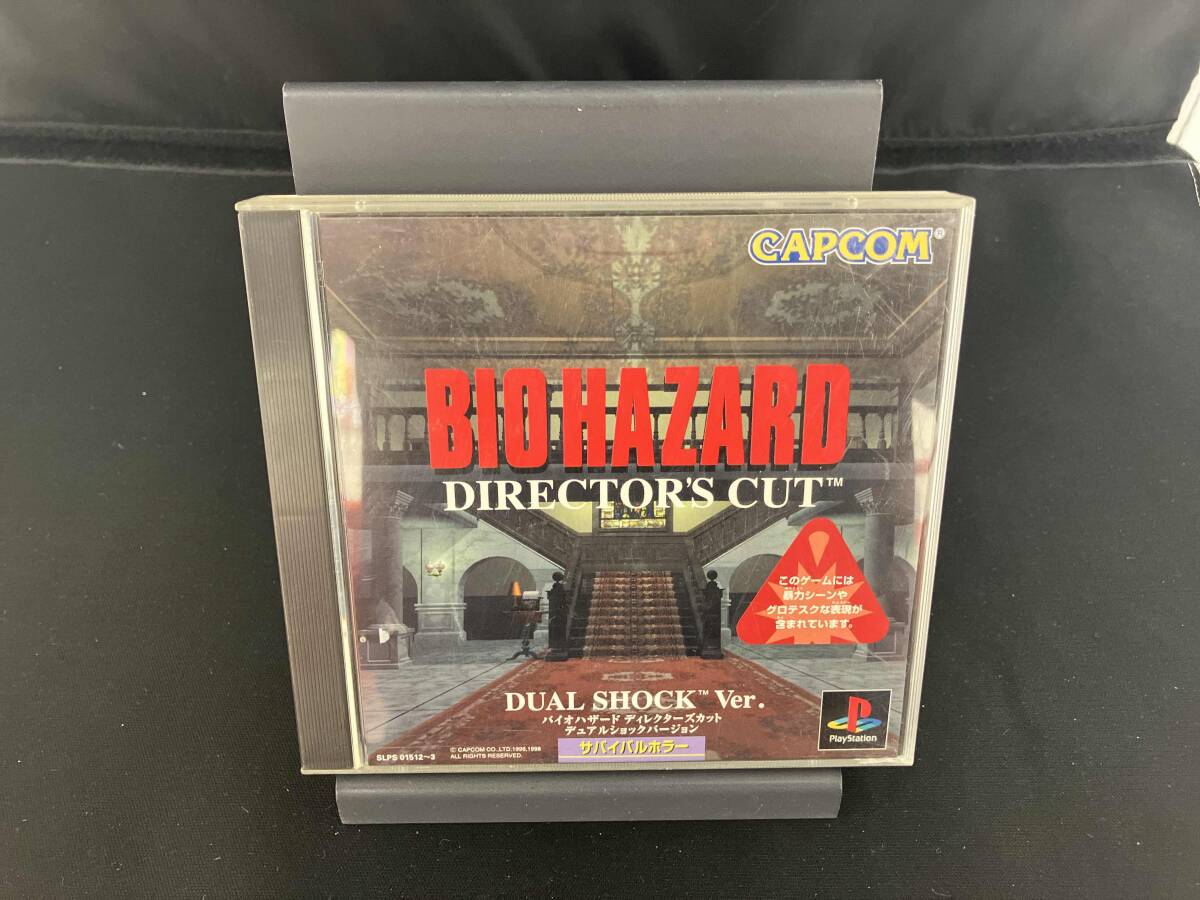 CAPCOM®
BIOHAZARD
DIRECTOR'S CUT™
このゲームには
暴力シーンや
グロテスクな表現が
含まれています。
DUAL SHOCK™ Ver.
バイオハザード ディレクターズカット
デュアルショックバージョン
サバイバルホラー
SLPS 01512〜3
© CAPCOM CO.,LTD.1996,1998
ALL RIGHTS RESERVED.
PlayStation